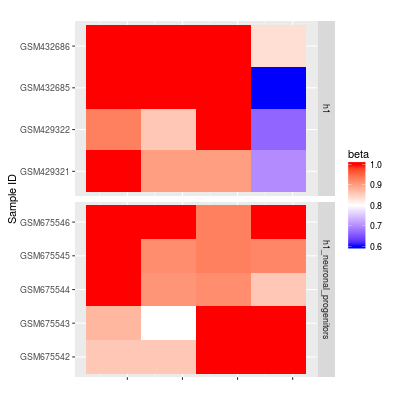 GSM432686
GSM432685
GSM429322
GSM429321
h1
GSM675546
GSM675545
GSM675544
GSM675543
GSM675542
h1_neuronal_progenitors
Sample ID
beta
1.0
0.9
0.8
0.7
0.6